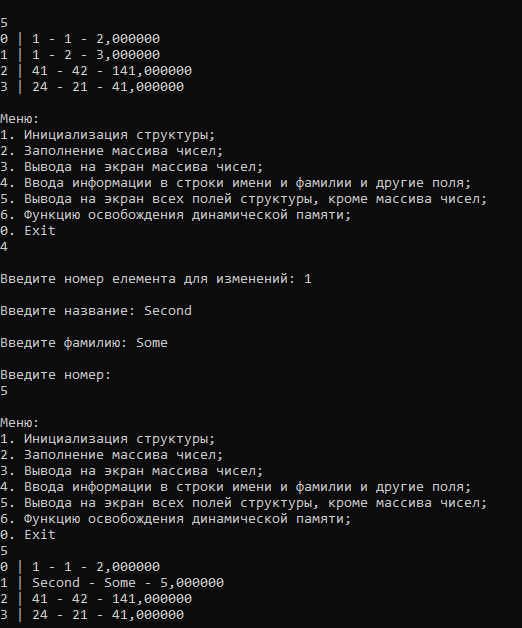 5
0 | 1 - 1 - 2,000000
1 | 1 - 2 - 3,000000
2 | 41 - 42 - 141,000000
3 | 24 - 21 - 41,000000
Меню:
1. Инициализация структуры;
2. Заполнение массива чисел;
3. Вывода на экран массива чисел;
4. Ввода информации в строки имени и фамилии и другие поля;
5. Вывода на экран всех полей структуры, кроме массива чисел;
6. Функцию освобождения динамической памяти;
0. Exit
4
Введите номер елемента для изменений: 1
Введите название: Second
Введите фамилию: Some
Введите номер:
5
Меню:
1. Инициализация структуры;
2. Заполнение массива чисел;
3. Вывода на экран массива чисел;
4. Ввода информации в строки имени и фамилии и другие поля;
5. Вывода на экран всех полей структуры, кроме массива чисел;
6. Функцию освобождения динамической памяти;
0. Exit
5
0 | 1 - 1 - 2,000000
1 | Second - Some - 5,000000
2 | 41 - 42 - 141,000000
3 | 24 - 21 - 41,000000